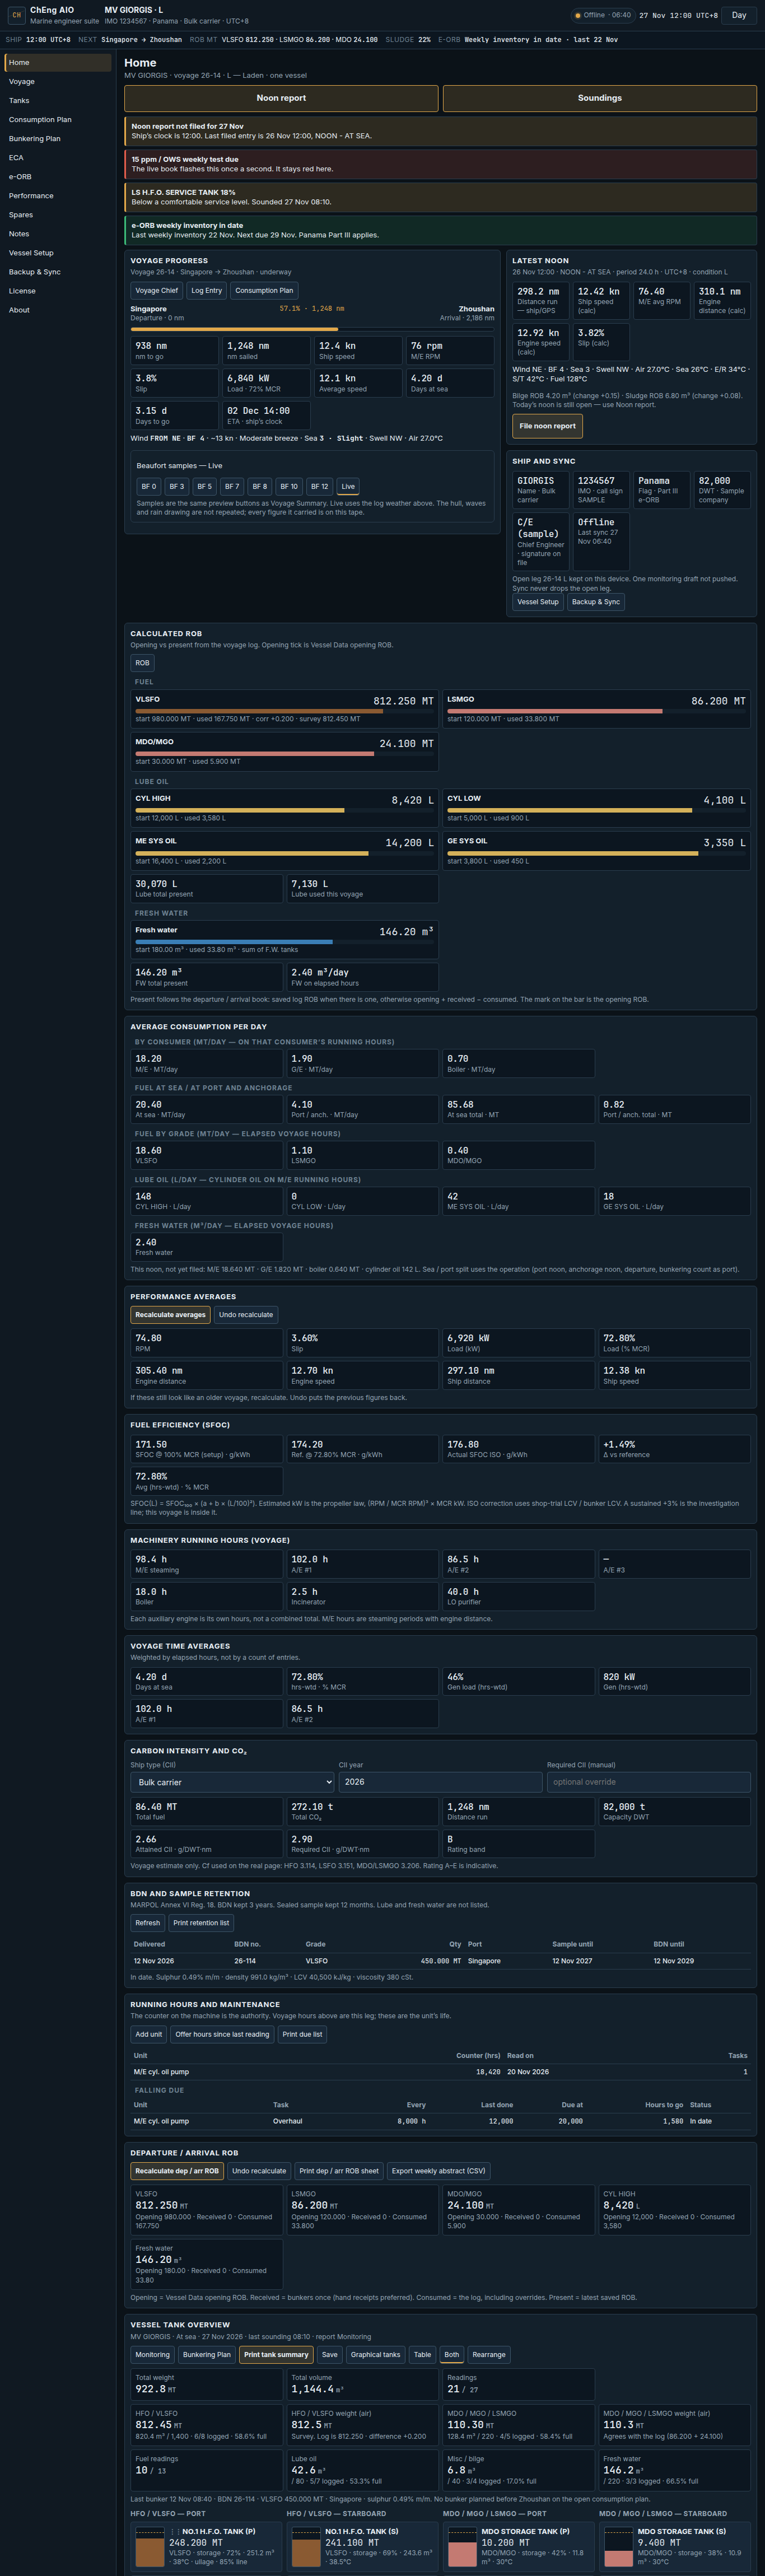 CH
ChEng AIO
Marine engineer suite
MV GIORGIS · L
IMO 1234567 · Panama · Bulk carrier · UTC+8
Offline · 06:40
27 Nov 12:00 UTC+8
Day
SHIP 12:00 UTC+8 NEXT Singapore → Zhoushan ROB MT VLSFO 812.250 · LSMGO 86.200 · MDO 24.100 SLUDGE 22% E-ORB Weekly inventory in date · last 22 Nov
Home
Voyage
Tanks
Consumption Plan
Bunkering Plan
ECA
e-ORB
Performance
Spares
Notes
Vessel Setup
Backup & Sync
License
About
Home
MV GIORGIS · voyage 26-14 · L — Laden · one vessel
Noon report
Soundings
Noon report not filed for 27 Nov
Ship's clock is 12:00. Last filed entry is 26 Nov 12:00, NOON - AT SEA.
15 ppm / OWS weekly test due
The live book flashes this once a second. It stays red here.
LS H.F.O. SERVICE TANK 18%
Below a comfortable service level. Sounded 27 Nov 08:10.
e-ORB weekly inventory in date
Last weekly inventory 22 Nov. Next due 29 Nov. Panama Part III applies.
VOYAGE PROGRESS
Voyage 26-14 · Singapore → Zhoushan · underway
Voyage Chief
Log Entry
Consumption Plan
Singapore
Departure · 0 nm
57.1% · 1,248 nm
Zhoushan
Arrival · 2,186 nm
938 nm
nm to go
1,248 nm
nm sailed
12.4 kn
Ship speed
76 rpm
M/E RPM
3.8%
Slip
6,840 kW
Load · 72% MCR
12.1 kn
Average speed
4.20 d
Days at sea
3.15 d
Days to go
02 Dec 14:00
ETA · ship's clock
Wind FROM NE · BF 4 · ~13 kn · Moderate breeze · Sea 3 · Slight · Swell NW · Air 27.0°C
Beaufort samples — Live
BF 0
BF 3
BF 5
BF 7
BF 8
BF 10
BF 12
Live
Samples are the same preview buttons as Voyage Summary. Live uses the log weather above. The hull, waves
and rain drawing are not repeated; every figure it carried is on this tape.
LATEST NOON
26 Nov 12:00 · NOON - AT SEA · period 24.0 h · UTC+8 · condition L
298.2 nm
Distance run
— ship/GPS
12.42 kn
Ship speed
(calc)
76.40
M/E avg RPM
310.1 nm
Engine
distance (calc)
12.92 kn
Engine speed
(calc)
3.82%
Slip (calc)
Wind NE · BF 4 · Sea 3 · Swell NW · Air 27.0°C · Sea 26°C · E/R 34°C ·
S/T 42°C · Fuel 128°C
Bilge ROB 4.20 m³ (change +0.15) · Sludge ROB 6.80 m³ (change +0.08).
Today's noon is still open — use Noon report.
File noon report
SHIP AND SYNC
GIORGIS
Name · Bulk
carrier
1234567
IMO · call sign
SAMPLE
Panama
Flag · Part III
e-ORB
82,000
DWT · Sample
company
C/E
(sample)
Chief Engineer
· signature on
file
Offline
Last sync 27
Nov 06:40
Open leg 26-14 L kept on this device. One monitoring draft not pushed.
Sync never drops the open leg.
Vessel Setup
Backup & Sync
CALCULATED ROB
Opening vs present from the voyage log. Opening tick is Vessel Data opening ROB.
ROB
FUEL
VLSFO
812.250 MT
start 980.000 MT · used 167.750 MT · corr +0.200 · survey 812.450 MT
LSMGO
86.200 MT
start 120.000 MT · used 33.800 MT
MDO/MGO
24.100 MT
start 30.000 MT · used 5.900 MT
LUBE OIL
CYL HIGH
8,420 L
start 12,000 L · used 3,580 L
CYL LOW
4,100 L
start 5,000 L · used 900 L
ME SYS OIL
14,200 L
start 16,400 L · used 2,200 L
GE SYS OIL
3,350 L
start 3,800 L · used 450 L
30,070 L
Lube total present
7,130 L
Lube used this voyage
FRESH WATER
Fresh water
146.20 m³
start 180.00 m³ · used 33.80 m³ · sum of F.W. tanks
146.20 m³
FW total present
2.40 m³/day
FW on elapsed hours
Present follows the departure / arrival book: saved log ROB when there is one, otherwise opening + received − consumed. The mark on the bar is the opening ROB.
AVERAGE CONSUMPTION PER DAY
BY CONSUMER (MT/DAY — ON THAT CONSUMER'S RUNNING HOURS)
18.20
M/E · MT/day
1.90
G/E · MT/day
0.70
Boiler · MT/day
FUEL AT SEA / AT PORT AND ANCHORAGE
20.40
At sea · MT/day
4.10
Port / anch. · MT/day
85.68
At sea total · MT
0.82
Port / anch. total · MT
FUEL BY GRADE (MT/DAY — ELAPSED VOYAGE HOURS)
18.60
VLSFO
1.10
LSMGO
0.40
MDO/MGO
LUBE OIL (L/DAY — CYLINDER OIL ON M/E RUNNING HOURS)
148
CYL HIGH · L/day
0
CYL LOW · L/day
42
ME SYS OIL · L/day
18
GE SYS OIL · L/day
FRESH WATER (M³/DAY — ELAPSED VOYAGE HOURS)
2.40
Fresh water
This noon, not yet filed: M/E 18.640 MT · G/E 1.820 MT · boiler 0.640 MT · cylinder oil 142 L. Sea / port split uses the operation (port noon, anchorage noon, departure, bunkering count as port).
PERFORMANCE AVERAGES
Recalculate averages
Undo recalculate
74.80
RPM
3.60%
Slip
6,920 kW
Load (kW)
72.80%
Load (% MCR)
305.40 nm
Engine distance
12.70 kn
Engine speed
297.10 nm
Ship distance
12.38 kn
Ship speed
If these still look like an older voyage, recalculate. Undo puts the previous figures back.
FUEL EFFICIENCY (SFOC)
171.50
SFOC @ 100% MCR (setup) · g/kWh
174.20
Ref. @ 72.80% MCR · g/kWh
176.80
Actual SFOC ISO · g/kWh
+1.49%
Δ vs reference
72.80%
Avg (hrs-wtd) · % MCR
SFOC(L) = SFOC₁₀₀ × (a + b × (L/100)²). Estimated kW is the propeller law, (RPM / MCR RPM)³ × MCR kW. ISO correction uses shop-trial LCV / bunker LCV. A sustained +3% is the investigation
line; this voyage is inside it.
MACHINERY RUNNING HOURS (VOYAGE)
98.4 h
M/E steaming
102.0 h
A/E #1
86.5 h
A/E #2
—
A/E #3
18.0 h
Boiler
2.5 h
Incinerator
40.0 h
LO purifier
Each auxiliary engine is its own hours, not a combined total. M/E hours are steaming periods with engine distance.
VOYAGE TIME AVERAGES
Weighted by elapsed hours, not by a count of entries.
4.20 d
Days at sea
72.80%
hrs-wtd · % MCR
46%
Gen load (hrs-wtd)
820 kW
Gen (hrs-wtd)
102.0 h
A/E #1
86.5 h
A/E #2
CARBON INTENSITY AND CO₂
Ship type (CII)
Bulk carrier
CII year
2026
Required CII (manual)
optional override
86.40 MT
Total fuel
272.10 t
Total CO₂
1,248 nm
Distance run
82,000 t
Capacity DWT
2.66
Attained CII · g/DWT·nm
2.90
Required CII · g/DWT·nm
B
Rating band
Voyage estimate only. Cf used on the real page: HFO 3.114, LSFO 3.151, MDO/LSMGO 3.206. Rating A–E is indicative.
BDN AND SAMPLE RETENTION
MARPOL Annex VI Reg. 18. BDN kept 3 years. Sealed sample kept 12 months. Lube and fresh water are not listed.
Refresh
Print retention list
Delivered BDN no. Grade Qty Port Sample until BDN until
12 Nov 2026 26-114 VLSFO 450.000 MT Singapore 12 Nov 2027 12 Nov 2029
In date. Sulphur 0.49% m/m · density 991.0 kg/m³ · LCV 40,500 kJ/kg · viscosity 380 cSt.
RUNNING HOURS AND MAINTENANCE
The counter on the machine is the authority. Voyage hours above are this leg; these are the unit's life.
Add unit
Offer hours since last reading
Print due list
Unit Counter (hrs) Read on Tasks
M/E cyl. oil pump 18,420 20 Nov 2026 1
FALLING DUE
Unit Task Every Last done Due at Hours to go Status
M/E cyl. oil pump Overhaul 8,000 h 12,000 20,000 1,580 In date
DEPARTURE / ARRIVAL ROB
Recalculate dep / arr ROB
Undo recalculate
Print dep / arr ROB sheet
Export weekly abstract (CSV)
VLSFO
812.250 MT
Opening 980.000 · Received 0 · Consumed
167.750
LSMGO
86.200 MT
Opening 120.000 · Received 0 · Consumed
33.800
MDO/MGO
24.100 MT
Opening 30.000 · Received 0 · Consumed
5.900
CYL HIGH
8,420 L
Opening 12,000 · Received 0 · Consumed
3,580
Fresh water
146.20 m³
Opening 180.00 · Received 0 · Consumed
33.80
Opening = Vessel Data opening ROB. Received = bunkers once (hand receipts preferred). Consumed = the log, including overrides. Present = latest saved ROB.
VESSEL TANK OVERVIEW
MV GIORGIS · At sea · 27 Nov 2026 · last sounding 08:10 · report Monitoring
Monitoring
Bunkering Plan
Print tank summary
Save
Graphical tanks
Table
Both
Rearrange
Total weight
922.8 MT
Total volume
1,144.4 m³
Readings
21 / 27
HFO / VLSFO
812.45 MT
820.4 m³ / 1,400 · 6/8 logged · 58.6% full
HFO / VLSFO weight (air)
812.5 MT
Survey. Log is 812.250 · difference +0.200
MDO / MGO / LSMGO
110.30 MT
128.4 m³ / 220 · 4/5 logged · 58.4% full
MDO / MGO / LSMGO weight (air)
110.3 MT
Agrees with the log (86.200 + 24.100)
Fuel readings
10 / 13
Lube oil
42.6 m³
/ 80 · 5/7 logged · 53.3% full
Misc / bilge
6.8 m³
/ 40 · 3/4 logged · 17.0% full
Fresh water
146.2 m³
/ 220 · 3/3 logged · 66.5% full
Last bunker 12 Nov 08:40 · BDN 26-114 · VLSFO 450.000 MT · Singapore · sulphur 0.49% m/m. No bunker planned before Zhoushan on the open consumption plan.
HFO / VLSFO — PORT
HFO / VLSFO — STARBOARD
MDO / MGO / LSMGO — PORT
MDO / MGO / LSMGO — STARBOARD
NO.1 H.F.O. TANK (P)
248.200 MT
VLSFO · storage · 72% · 251.2 m³
· 38°C · ullage · 85% line
NO.1 H.F.O. TANK (S)
241.100 MT
VLSFO · storage · 69% · 243.6 m³
· 38.5°C
MDO STORAGE TANK (P)
10.200 MT
MDO/MGO · storage · 42% · 11.8
m³ · 30°C
MDO STORAGE TANK (S)
9.400 MT
MDO/MGO · storage · 38% · 10.9
m³ · 30°C